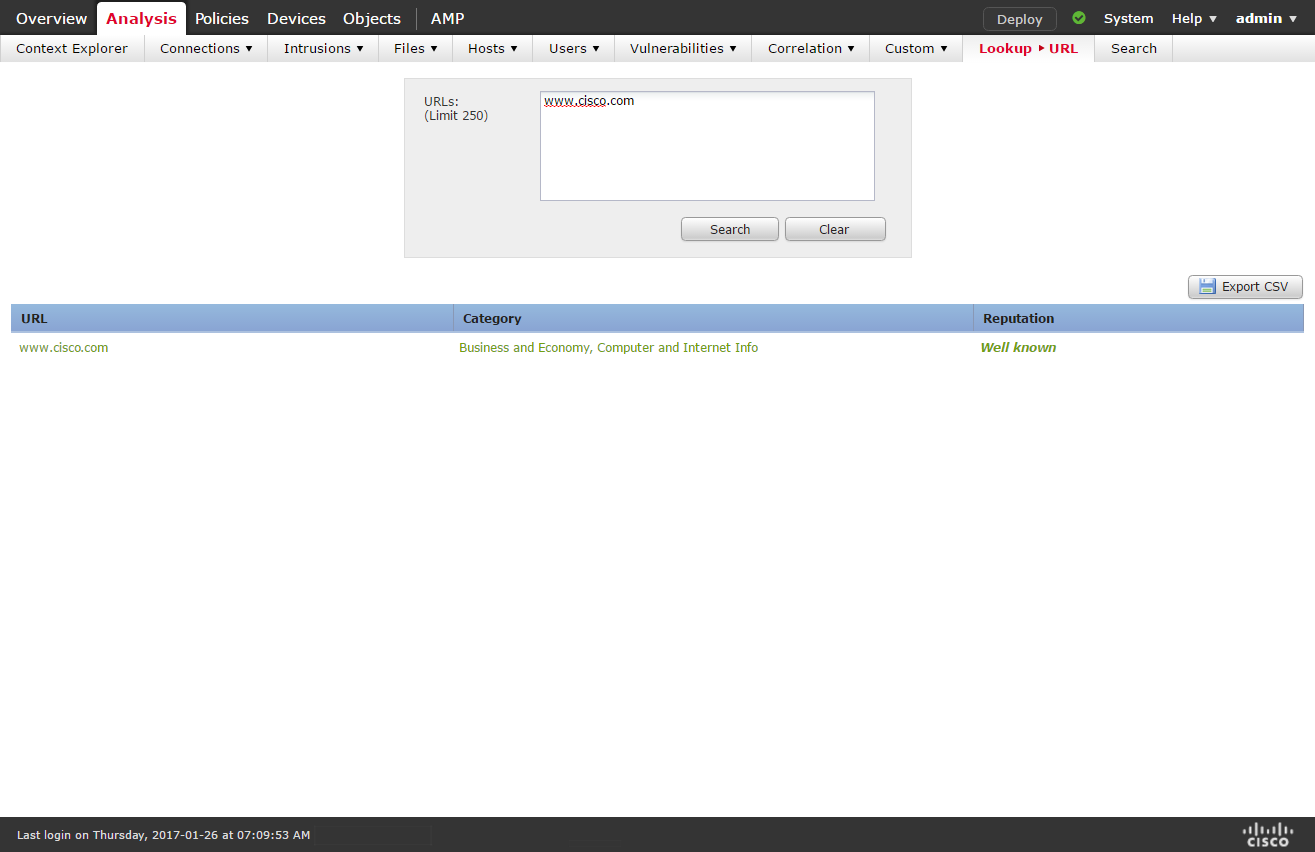 Overview Analysis Policies Devices Objects AMP Deploy System Help ▼ admin ▼
Context Explorer Connections ▼ Intrusions ▼ Files ▼ Hosts ▼ Users ▼ Vulnerabilities ▼ Correlation ▼ Custom ▼ Lookup ▸ URL Search
URLs:
(Limit 250)
www.cisco.com
Search Clear
Export CSV
URL Category Reputation
www.cisco.com Business and Economy, Computer and Internet Info Well known
Last login on Thursday, 2017-01-26 at 07:09:53 AM
CISCO